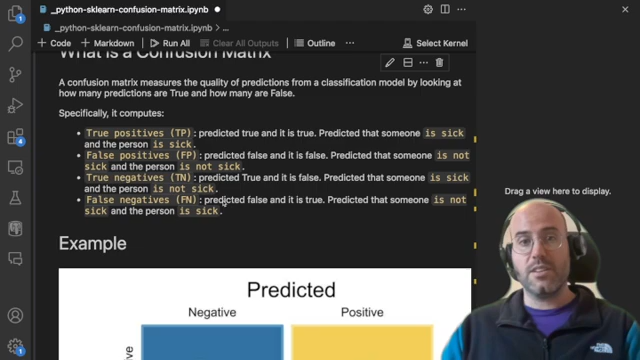 _python-sklearn-confusion-matrix.ipynb
_python-sklearn-confusion-matrix.ipynb > ...
+ Code + Markdown Run All Clear All Outputs Outline ... Select Kernel
What is a Confusion Matrix
A confusion matrix measures the quality of predictions from a classification model by looking at
how many predictions are True and how many are False.
Specifically, it computes:
• True positives (TP) : predicted true and it is true. Predicted that someone is sick
and the person is sick.
• False positives (FP) : predicted false and it is false. Predicted that someone is not
sick and the person is not sick.
• True negatives (TN) : predicted True and it is false. Predicted that someone is sick
and the person is not sick.
• False negatives (FN) : predicted false and it is true. Predicted that someone is not
sick and the person is sick.
Drag a view here to display.
Example
Predicted
Negative Positive